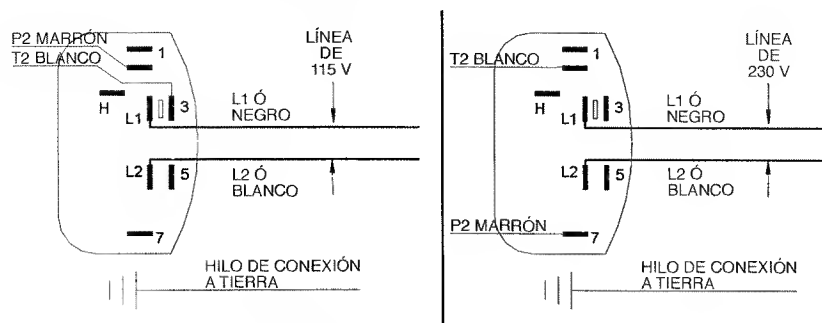 P2 MARRÓN
T2 BLANCO
1
H
3
L1
L2
5
7
LÍNEA
DE
115 V
L1 Ó
NEGRO
L2 Ó
BLANCO
HILO DE CONEXIÓN
A TIERRA
T2 BLANCO
1
H
3
L1
L2
5
P2 MARRÓN
7
LÍNEA
DE
230 V
L1 Ó
NEGRO
L2 Ó
BLANCO
HILO DE CONEXIÓN
A TIERRA